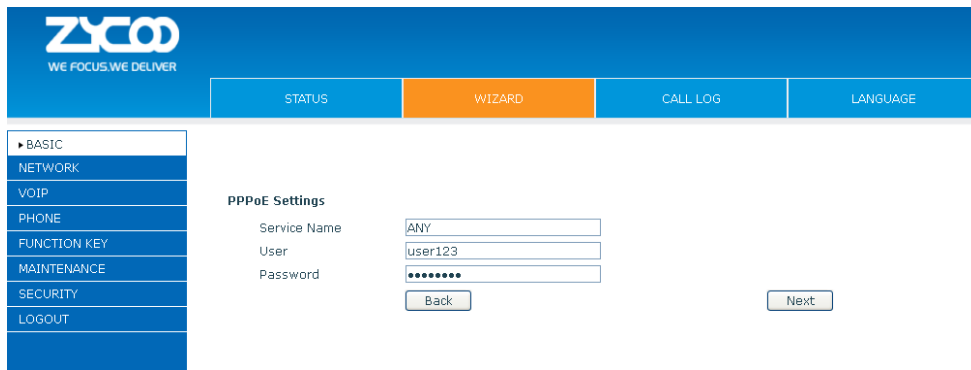 ZYCOO
WE FOCUS,WE DELIVER
STATUS WIZARD CALL LOG LANGUAGE
▸BASIC
NETWORK
VOIP
PHONE
FUNCTION KEY
MAINTENANCE
SECURITY
LOGOUT
PPPoE Settings
Service Name ANY
User user123
Password ••••••••
Back Next